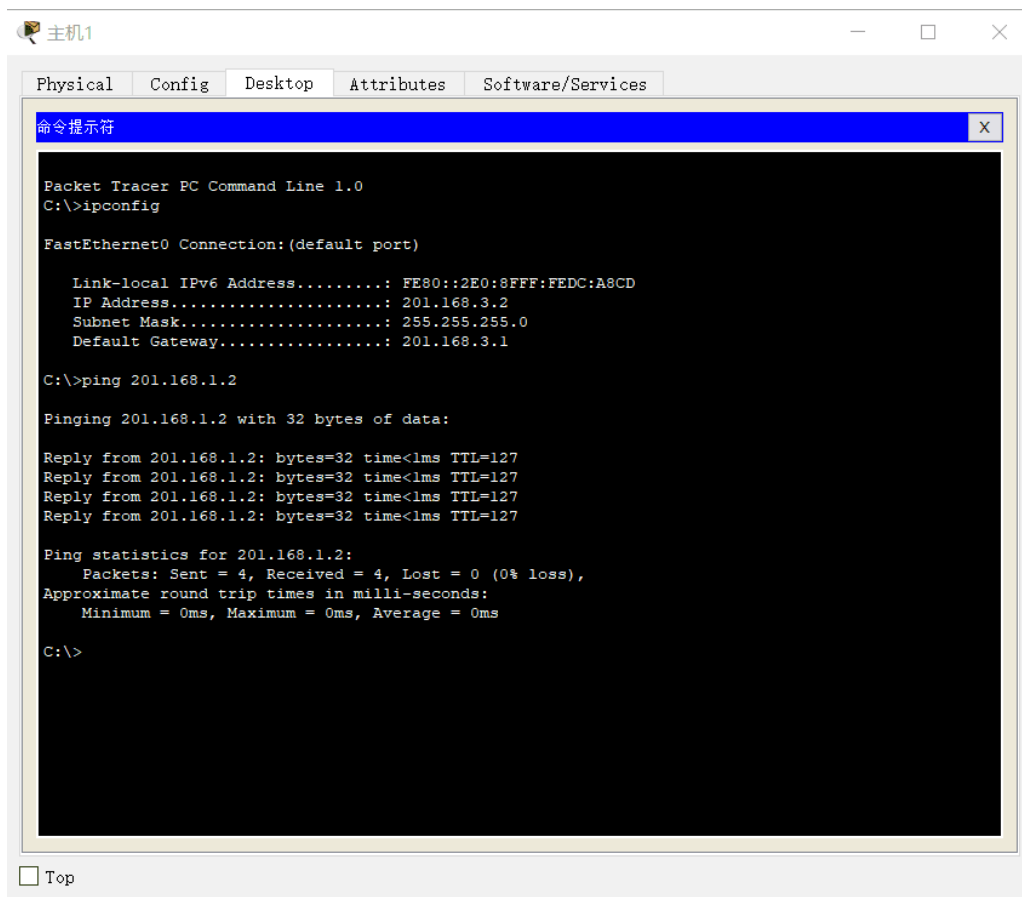 主机1
Physical Config Desktop Attributes Software/Services
命令提示符 X
Packet Tracer PC Command Line 1.0
C:\>ipconfig
FastEthernet0 Connection:(default port)
Link-local IPv6 Address.........: FE80::2E0:8FFF:FEDC:A8CD
IP Address......................: 201.168.3.2
Subnet Mask.....................: 255.255.255.0
Default Gateway.................: 201.168.3.1
C:\>ping 201.168.1.2
Pinging 201.168.1.2 with 32 bytes of data:
Reply from 201.168.1.2: bytes=32 time<1ms TTL=127
Reply from 201.168.1.2: bytes=32 time<1ms TTL=127
Reply from 201.168.1.2: bytes=32 time<1ms TTL=127
Reply from 201.168.1.2: bytes=32 time<1ms TTL=127
Ping statistics for 201.168.1.2:
Packets: Sent = 4, Received = 4, Lost = 0 (0% loss),
Approximate round trip times in milli-seconds:
Minimum = 0ms, Maximum = 0ms, Average = 0ms
C:\>
Top